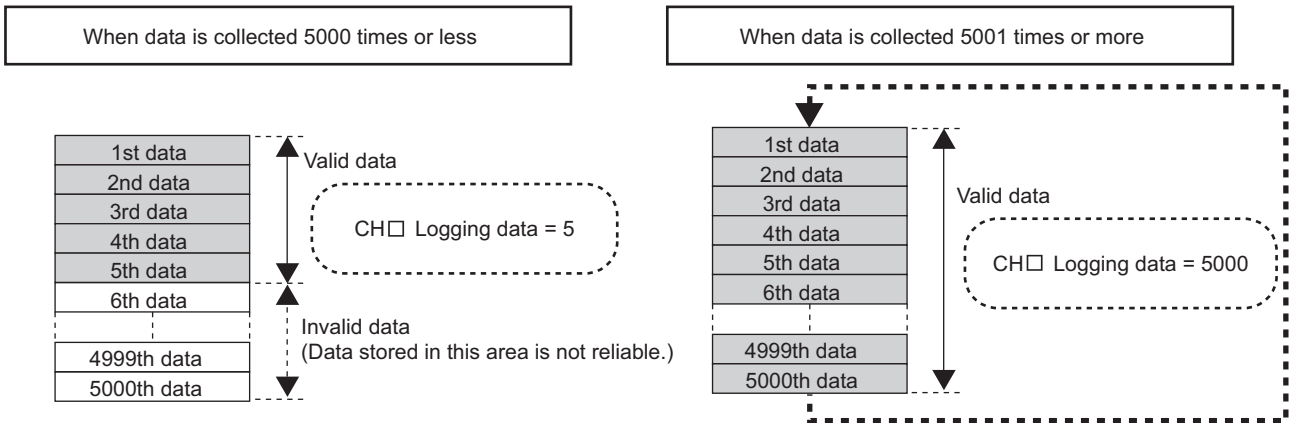 When data is collected 5000 times or less
1st data
2nd data
3rd data
4th data
5th data
6th data
4999th data
5000th data
Valid data
CH□ Logging data = 5
Invalid data
(Data stored in this area is not reliable.)
When data is collected 5001 times or more
1st data
2nd data
3rd data
4th data
5th data
6th data
4999th data
5000th data
Valid data
CH□ Logging data = 5000